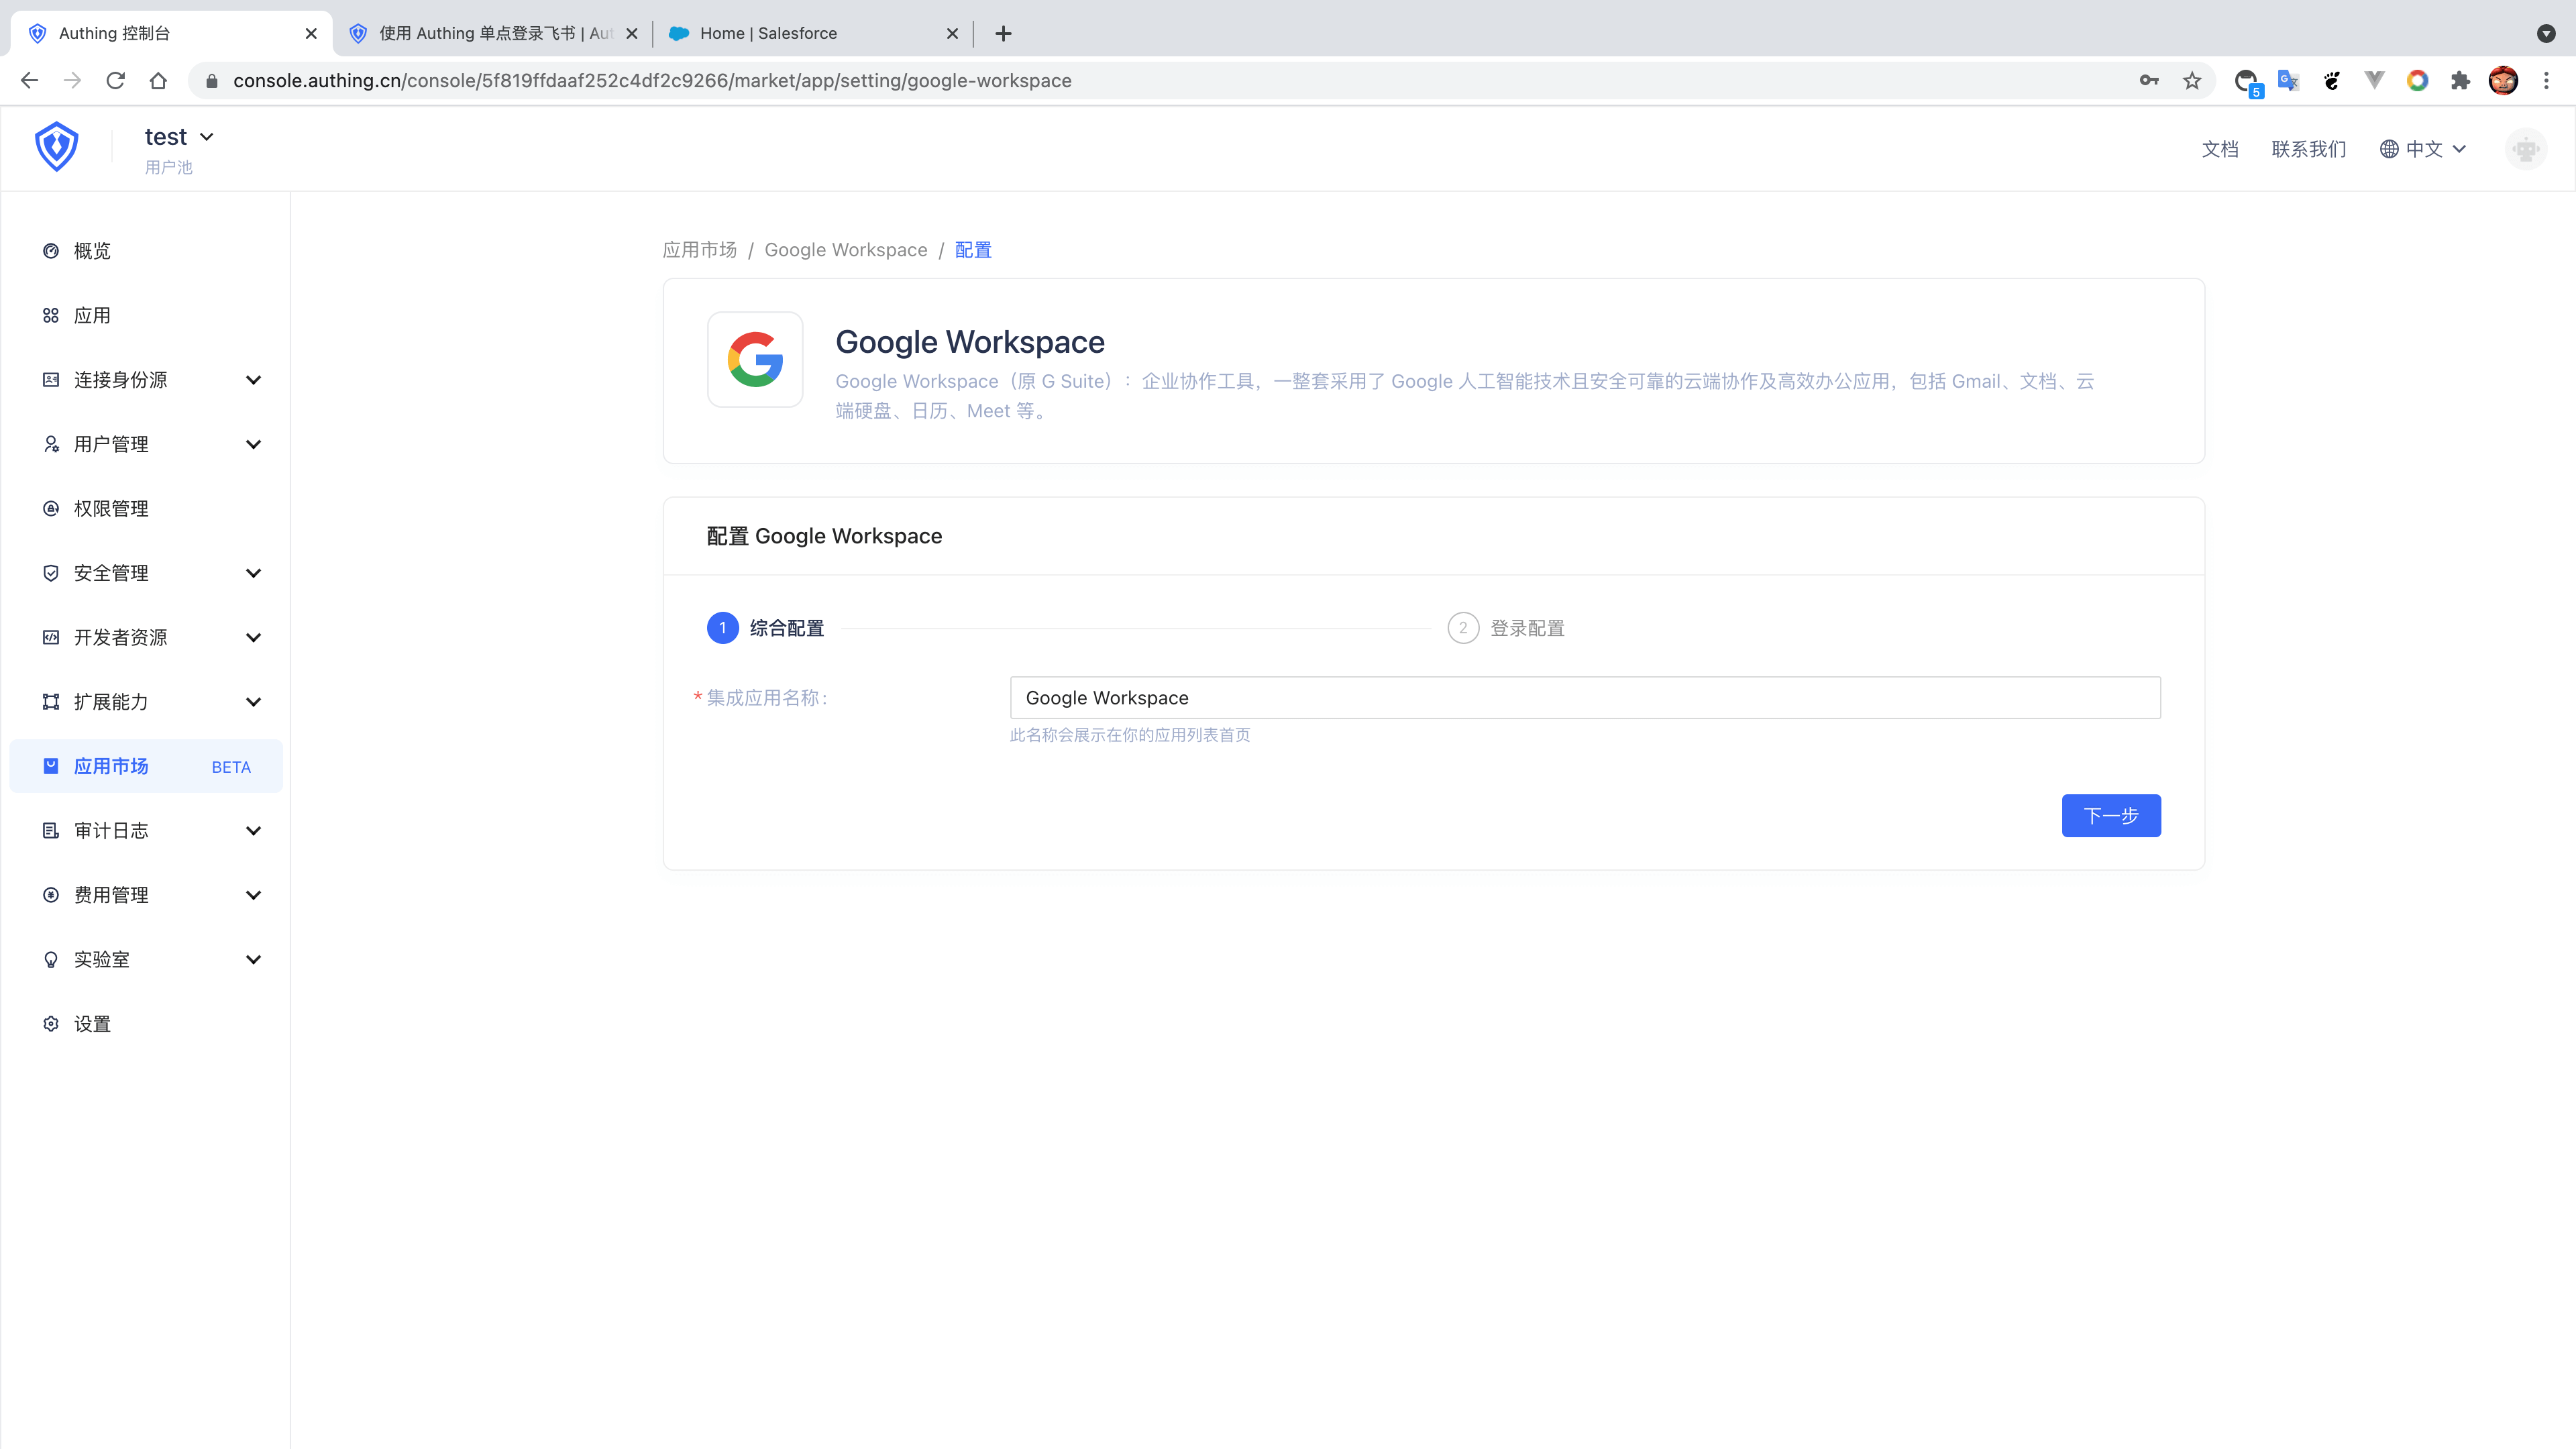 Authing 控制台
使用 Authing 单点登录飞书 | Aut
Home | Salesforce
console.authing.cn/console/5f819ffdaaf252c4df2c9266/market/app/setting/google-workspace
5
test
用户池
文档
联系我们
中文
概览
应用
连接身份源
用户管理
权限管理
安全管理
开发者资源
扩展能力
应用市场 BETA
审计日志
费用管理
实验室
设置
应用市场 / Google Workspace / 配置
Google Workspace
Google Workspace（原 G Suite）：企业协作工具，一整套采用了 Google 人工智能技术且安全可靠的云端协作及高效办公应用，包括 Gmail、文档、云
端硬盘、日历、Meet 等。
配置 Google Workspace
1 综合配置
2 登录配置
* 集成应用名称:
Google Workspace
此名称会展示在你的应用列表首页
下一步